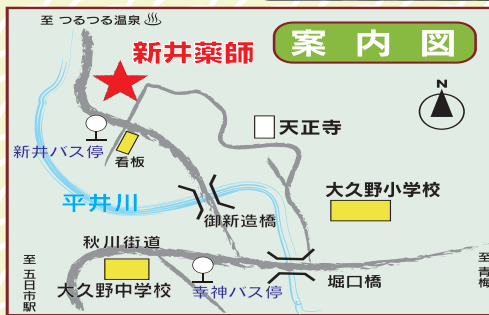 至 つるつる温泉♨
案内図
新井薬師
N
天正寺
新井バス停
看板
大久野小学校
平井川
御新造橋
秋川街道
至 五日市駅
大久野中学校
幸神バス停
堀口橋
至 青梅